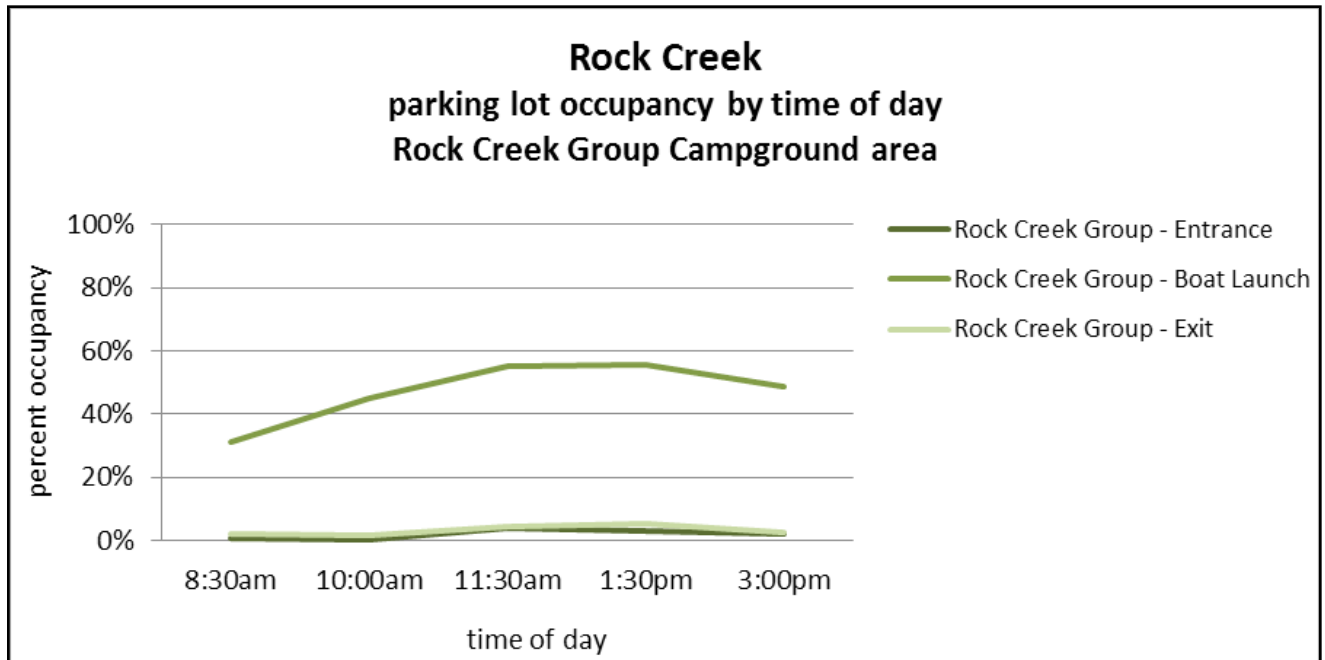 Rock Creek
parking lot occupancy by time of day
Rock Creek Group Campground area
100%
80%
60%
40%
20%
0%
percent occupancy
8:30am 10:00am 11:30am 1:30pm 3:00pm
time of day
Rock Creek Group - Entrance
Rock Creek Group - Boat Launch
Rock Creek Group - Exit